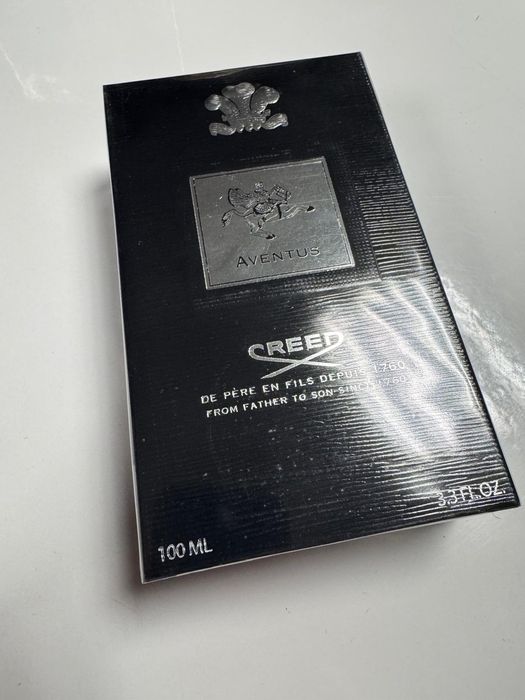 AVENTUS
CREED
DE PÈRE EN FILS DEPUIS 1760
FROM FATHER TO SON SINCE 1760
100 ML
3.3 FL.OZ.